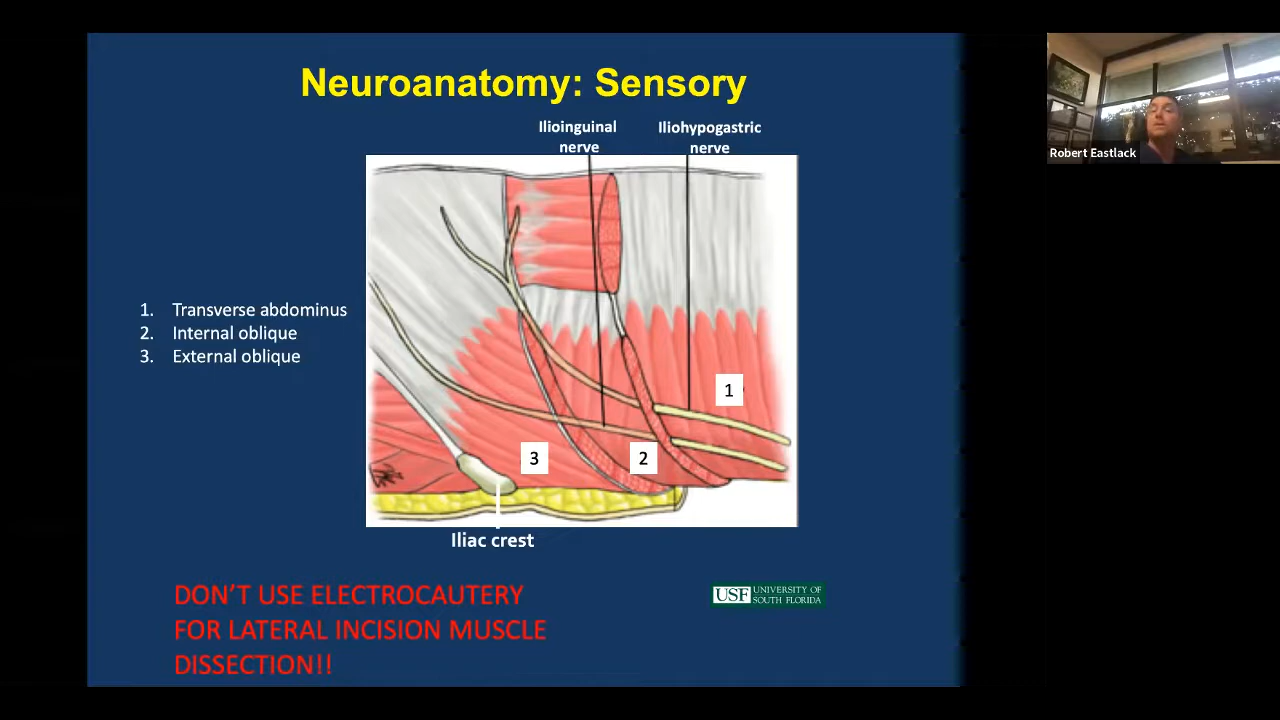 Neuroanatomy: Sensory
Ilioinguinal
nerve
Iliohypogastric
nerve
1. Transverse abdominus
2. Internal oblique
3. External oblique
1
2
3
Iliac crest
DON'T USE ELECTROCAUTERY
FOR LATERAL INCISION MUSCLE
DISSECTION!!
USF UNIVERSITY OF
SOUTH FLORIDA
Robert Eastlack